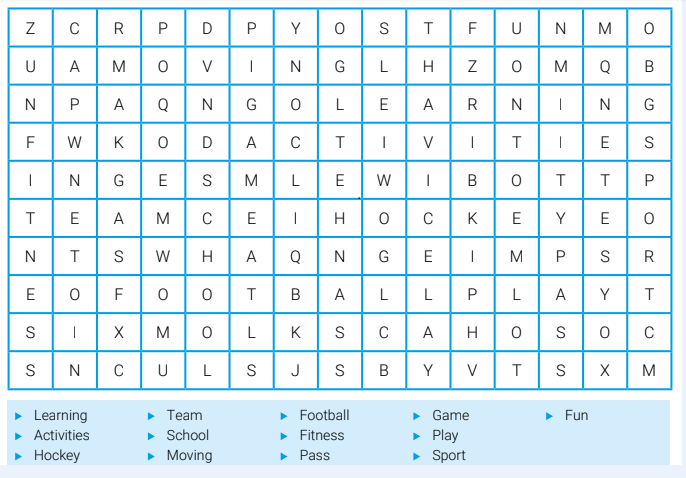 Z C R P D P Y O S T F U N M O
U A M O V I N G L H Z O M Q B
N P A Q N G O L E A R N I N G
F W K O D A C T I V I T I E S
I N G E S M L E W I B O T T P
T E A M C E I H O C K E Y E O
N T S W H A Q N G E I M P S R
E O F O O T B A L L P L A Y T
S I X M O L K S C A H O S O C
S N C U L S J S B Y V T S X M
Learning Team Football Game Fun
Activities School Fitness Play
Hockey Moving Pass Sport